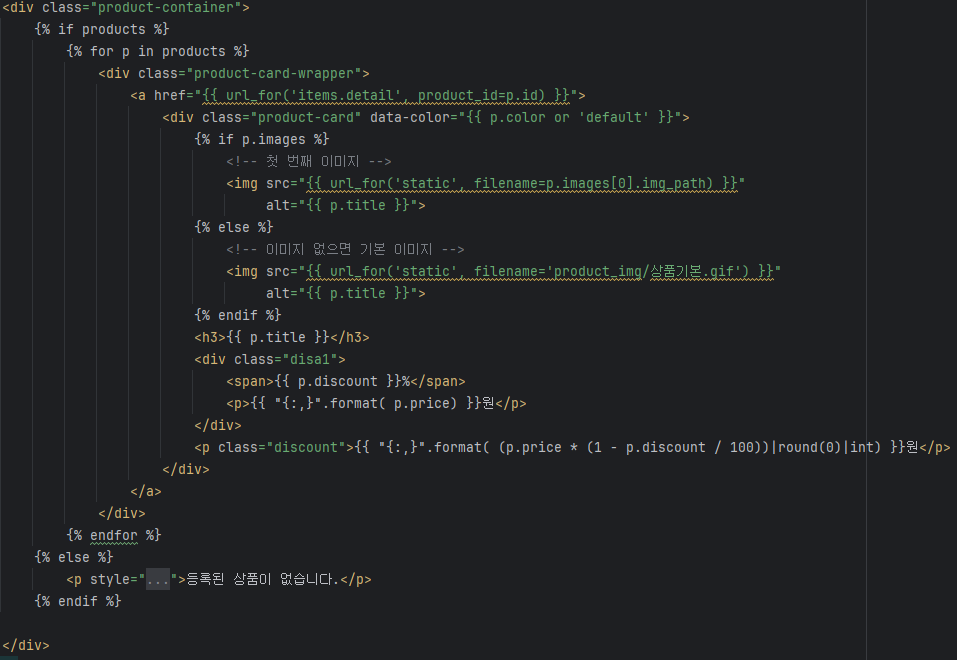 <div class="product-container">
    {% if products %}
        {% for p in products %}
            <div class="product-card-wrapper">
                <a href="{{ url_for('items.detail', product_id=p.id) }}">
                    <div class="product-card" data-color="{{ p.color or 'default' }}">
                        {% if p.images %}
                            <!-- 첫 번째 이미지 -->
                            <img src="{{ url_for('static', filename=p.images[0].img_path) }}"
                                 alt="{{ p.title }}">
                        {% else %}
                            <!-- 이미지 없으면 기본 이미지 -->
                            <img src="{{ url_for('static', filename='product_img/상품기본.gif') }}"
                                 alt="{{ p.title }}">
                        {% endif %}
                        <h3>{{ p.title }}</h3>
                        <div class="disa1">
                            <span>{{ p.discount }}%</span>
                            <p>{{ "{:,}".format( p.price) }}원</p>
                        </div>
                        <p class="discount">{{ "{:,}".format( (p.price * (1 - p.discount / 100))|round(0)|int) }}원</p>
                    </div>
                </a>
            </div>
        {% endfor %}
    {% else %}
        <p style="...">등록된 상품이 없습니다.</p>
    {% endif %}

</div>